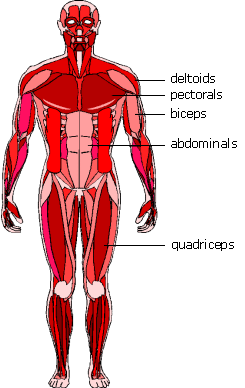 deltoids
pectorals
biceps
abdominals
quadriceps